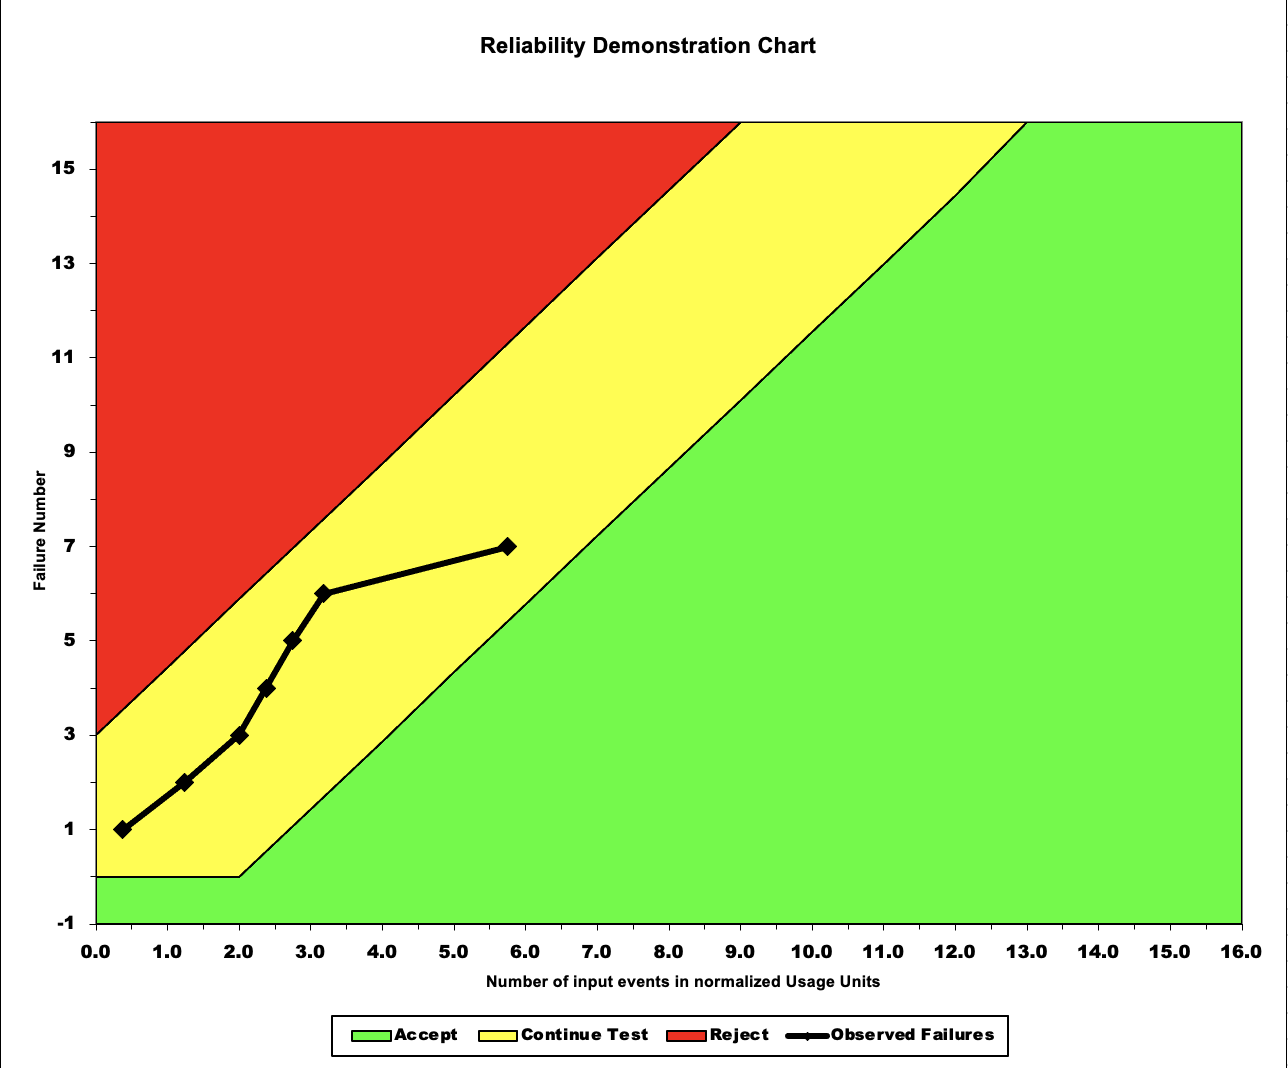 Reliability Demonstration Chart
15
13
11
9
7
5
3
1
-1
Failure Number
0.0 1.0 2.0 3.0 4.0 5.0 6.0 7.0 8.0 9.0 10.0 11.0 12.0 13.0 14.0 15.0 16.0
Number of input events in normalized Usage Units
Accept Continue Test Reject Observed Failures